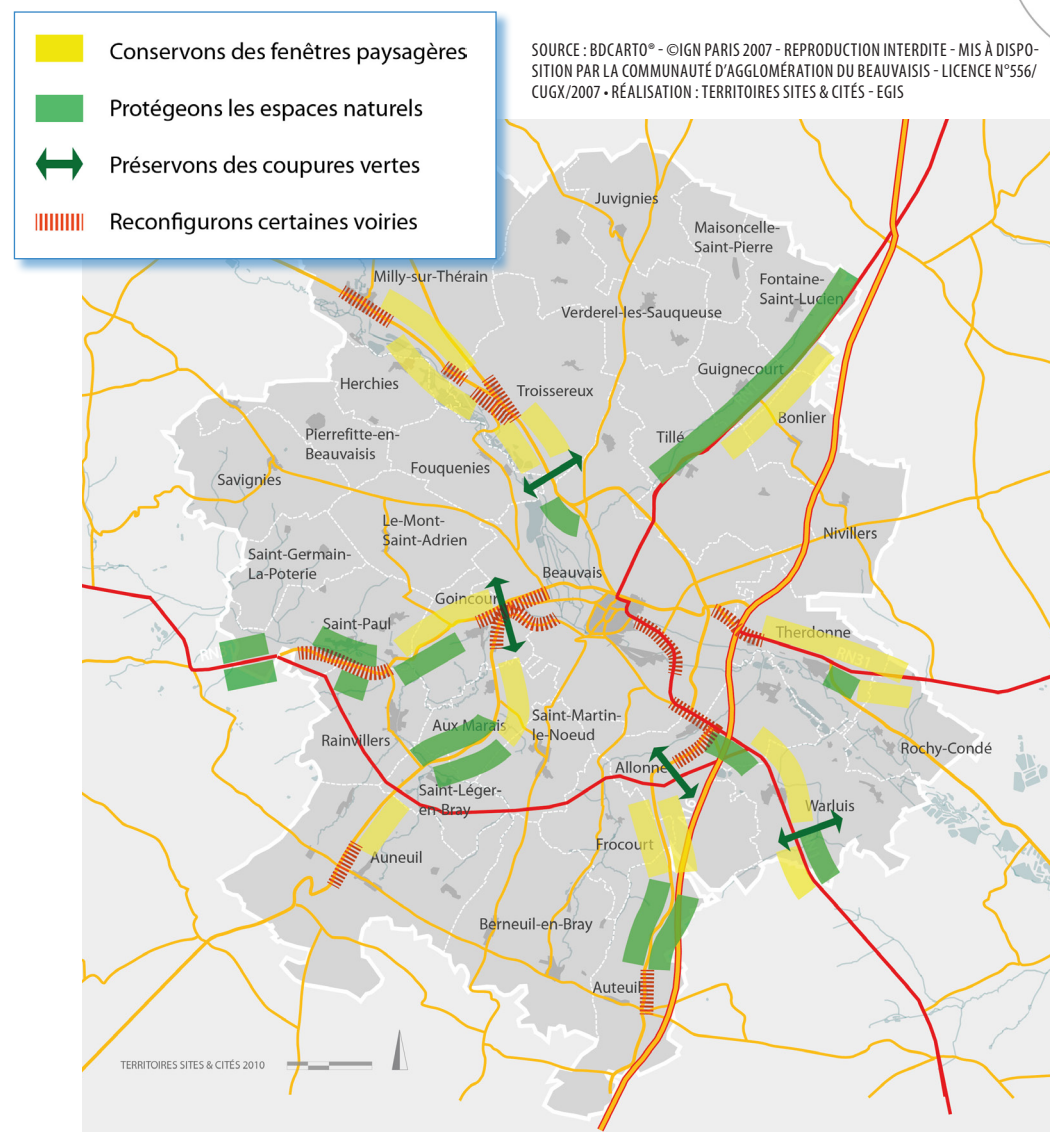 Conservons des fenêtres paysagères
Protégeons les espaces naturels
Préservons des coupures vertes
Reconfigurons certaines voiries
SOURCE : BDCARTO® - ©IGN PARIS 2007 - REPRODUCTION INTERDITE - MIS À DISPO-
SITION PAR LA COMMUNAUTÉ D’AGGLOMÉRATION DU BEAUVAISIS - LICENCE N°556/
CUGX/2007 • RÉALISATION : TERRITOIRES SITES & CITÉS - EGIS
Juvignies
Maisoncelle-
Saint-Pierre
Milly-sur-Thérain
Fontaine-
Saint-Lucien
Verderel-les-Sauqueuse
Guignecourt
Herchies
Troissereux
Bonlier
Pierrefitte-en-
Beauvaisis
Tillé
Fouquenies
Savignies
Le-Mont-
Saint-Adrien
Nivillers
Saint-Germain-
La-Poterie
Beauvais
Goincourt
Saint-Paul
Therdonne
RN31
Aux Marais
Saint-Martin-
le-Noeud
Rainvillers
Rochy-Condé
Allonne
Saint-Léger-
en-Bray
Warluis
Frocourt
Auneuil
Berneuil-en-Bray
Auteuil
TERRITOIRES SITES & CITÉS 2010